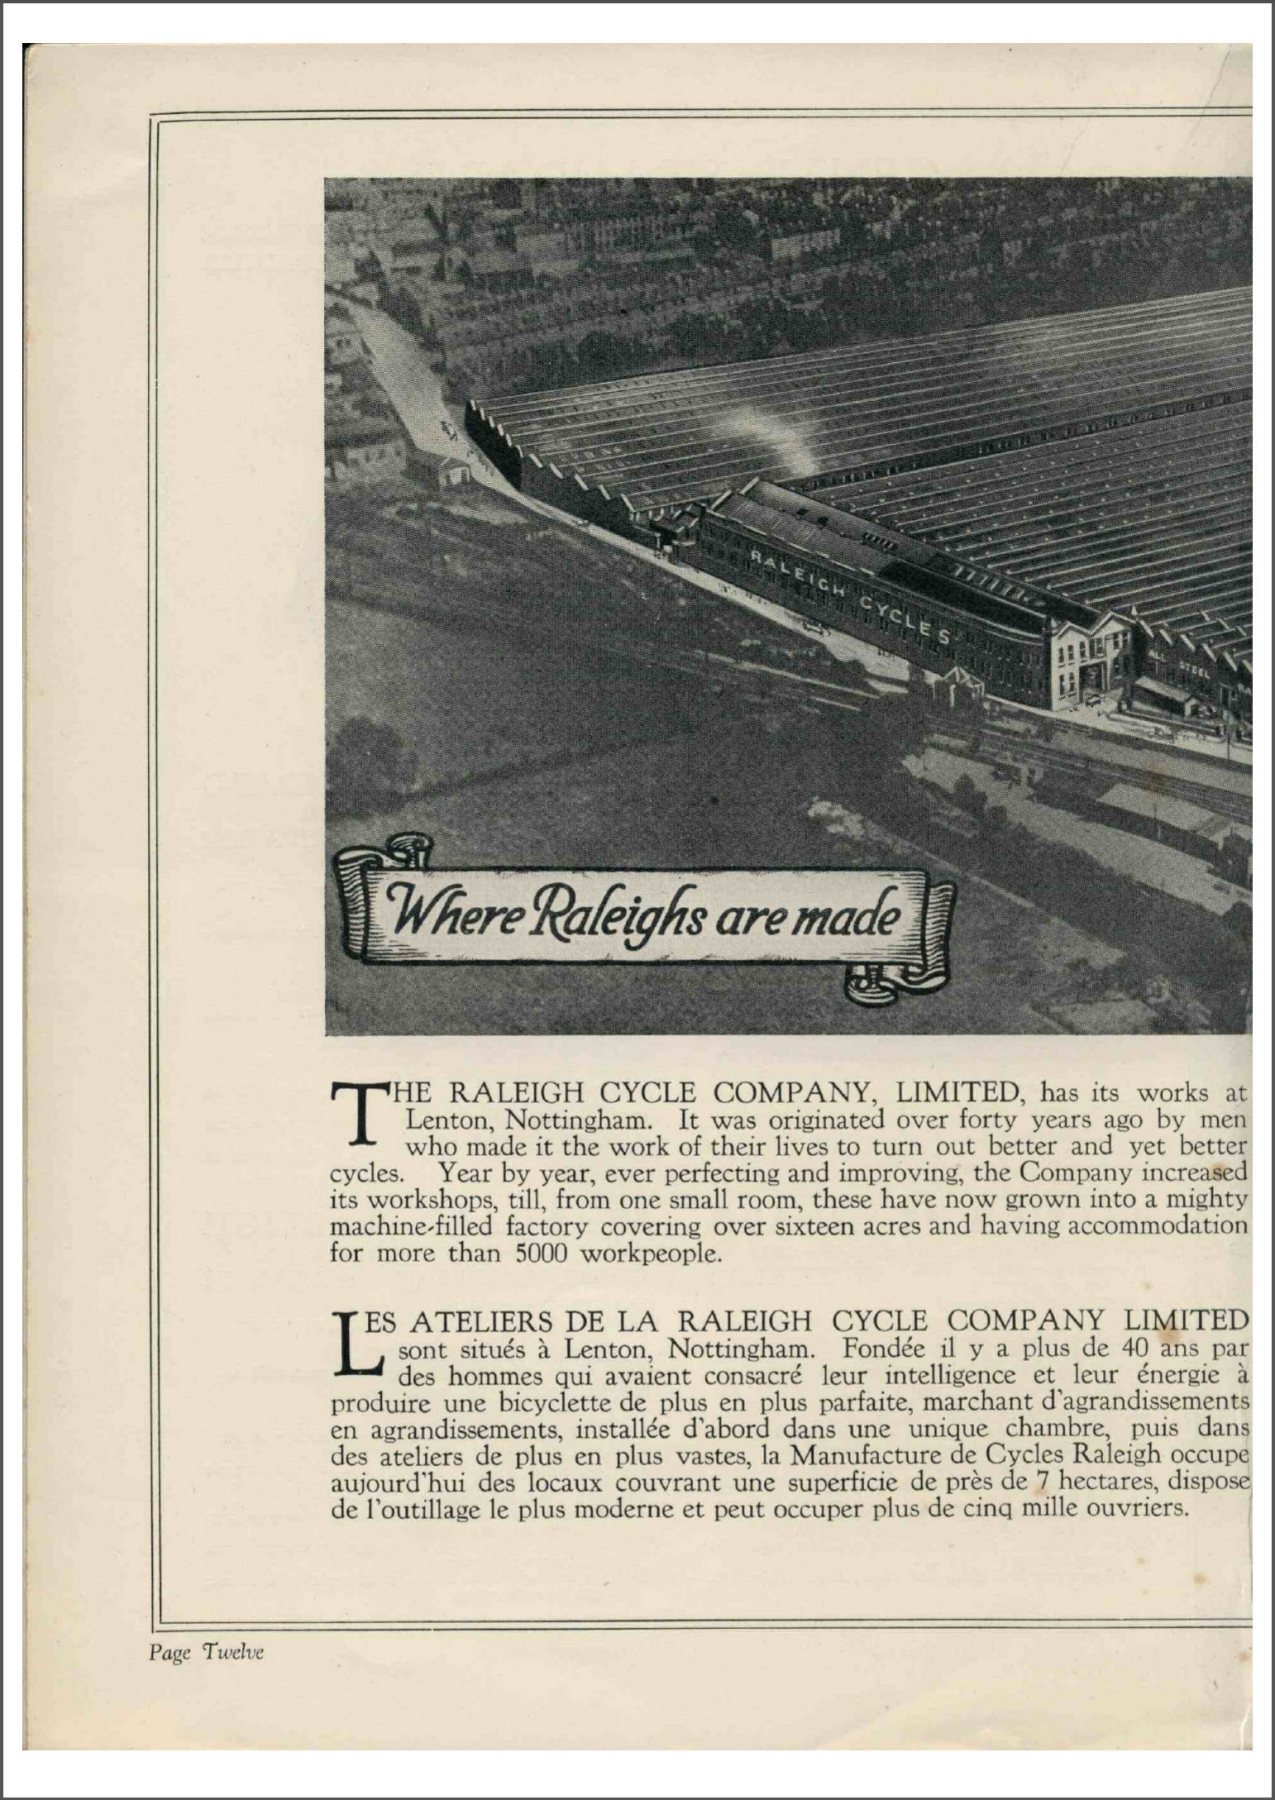 RALEIGH CYCLES
ALL STEEL
Where Raleighs are made
THE RALEIGH CYCLE COMPANY, LIMITED, has its works at
Lenton, Nottingham. It was originated over forty years ago by men
who made it the work of their lives to turn out better and yet better
cycles. Year by year, ever perfecting and improving, the Company increased
its workshops, till, from one small room, these have now grown into a mighty
machine-filled factory covering over sixteen acres and having accommodation
for more than 5000 workpeople.
LES ATELIERS DE LA RALEIGH CYCLE COMPANY LIMITED
sont situés à Lenton, Nottingham. Fondée il y a plus de 40 ans par
des hommes qui avaient consacré leur intelligence et leur énergie à
produire une bicyclette de plus en plus parfaite, marchant d'agrandissements
en agrandissements, installée d'abord dans une unique chambre, puis dans
des ateliers de plus en plus vastes, la Manufacture de Cycles Raleigh occupe
aujourd'hui des locaux couvrant une superficie de près de 7 hectares, dispose
de l'outillage le plus moderne et peut occuper plus de cinq mille ouvriers.
Page Twelve